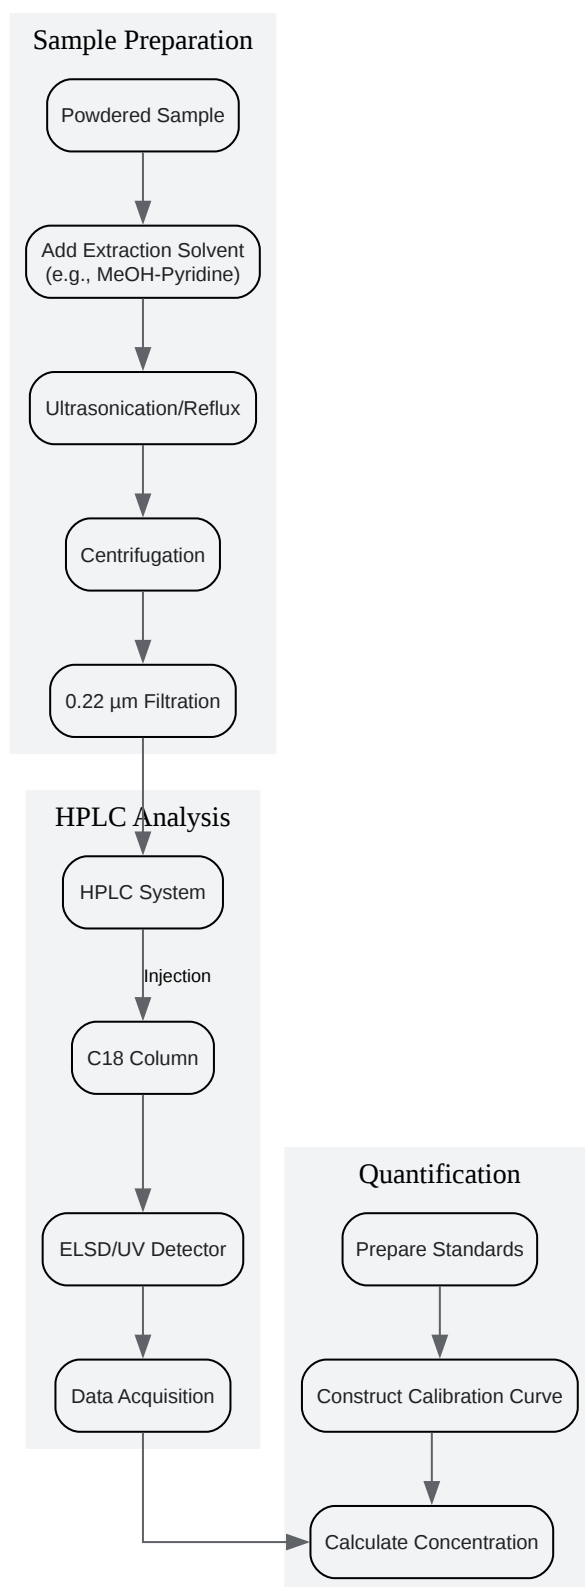 Sample Preparation
Powdered Sample
Add Extraction Solvent
(e.g., MeOH-Pyridine)
Ultrasonication/Reflux
Centrifugation
0.22 µm Filtration
HPLC Analysis
HPLC System
Injection
C18 Column
ELSD/UV Detector
Data Acquisition
Quantification
Prepare Standards
Construct Calibration Curve
Calculate Concentration